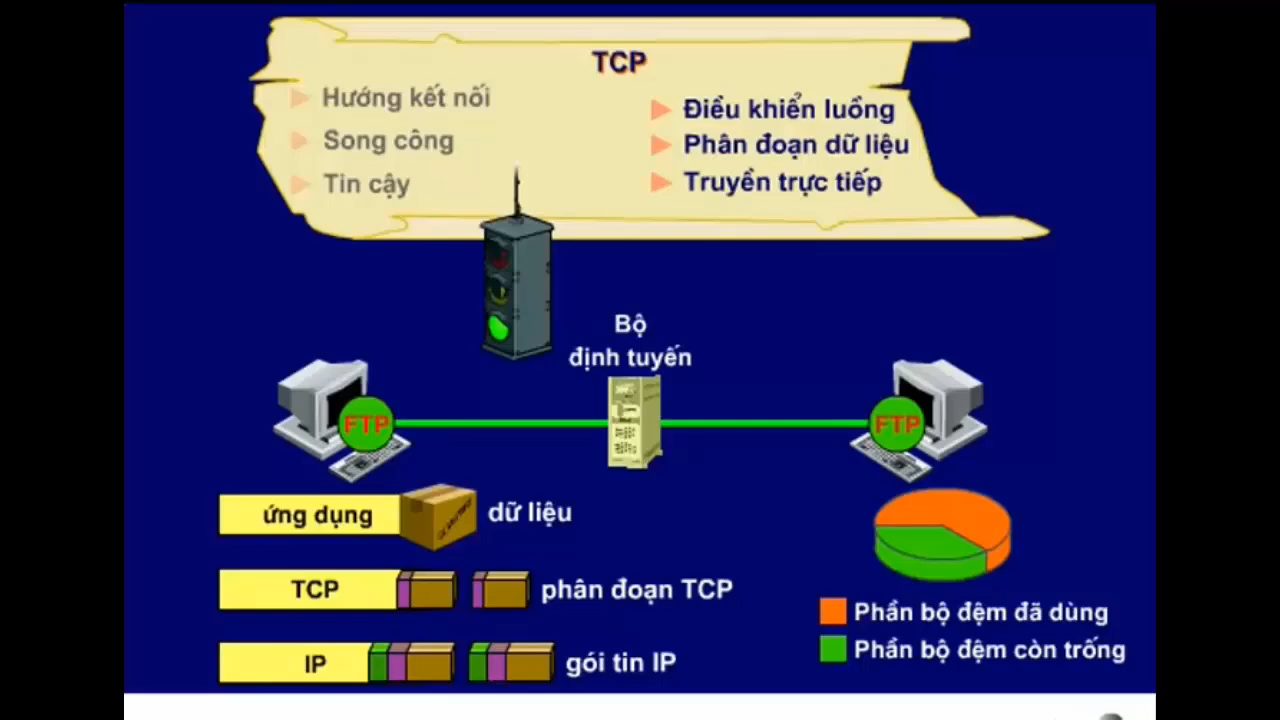 TCP
Hướng kết nối
Song công
Tin cậy
Điều khiển luồng
Phân đoạn dữ liệu
Truyền trực tiếp
Bộ
định tuyến
FTP
FTP
ứng dụng
dữ liệu
TCP
phân đoạn TCP
IP
gói tin IP
Phần bộ đệm đã dùng
Phần bộ đệm còn trống